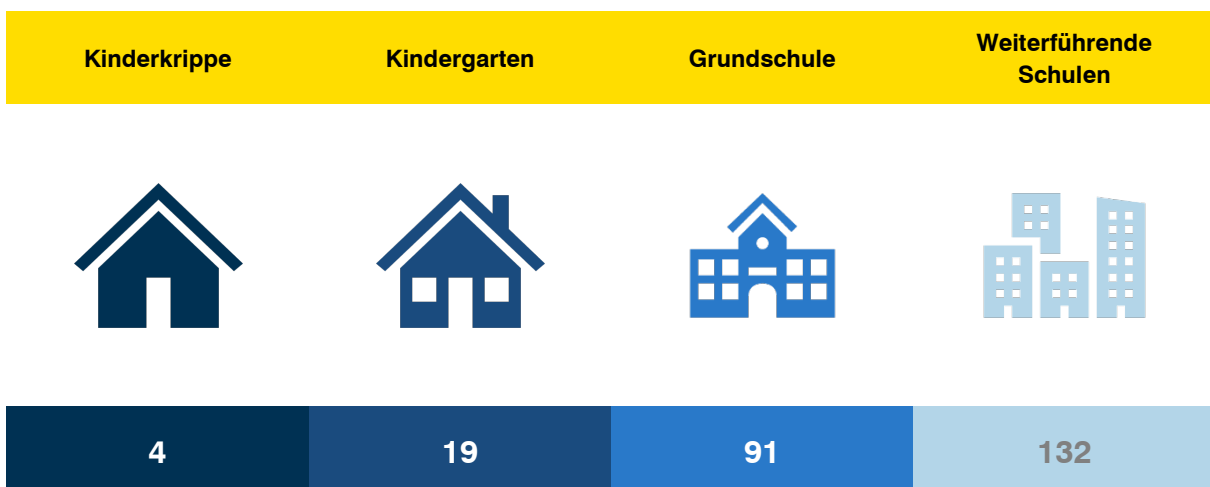 Kinderkrippe
Kindergarten
Grundschule
Weiterführende
Schulen
4
19
91
132